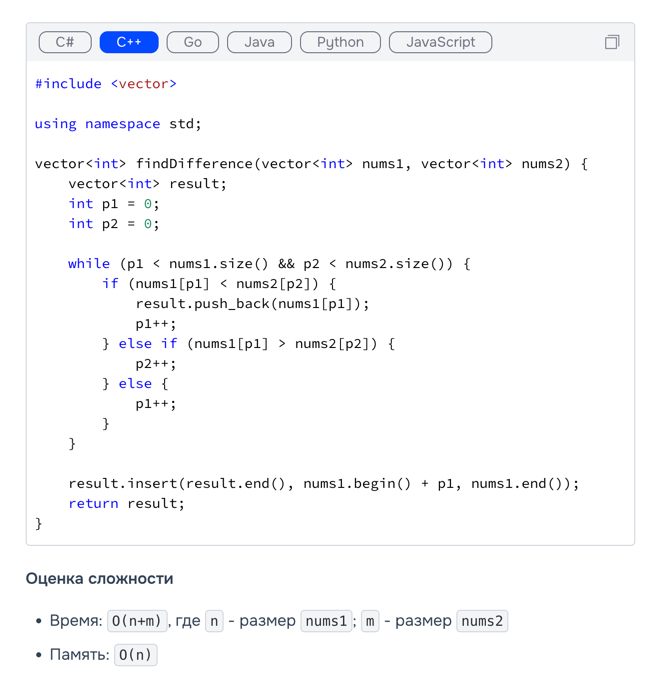 C# C++ Go Java Python JavaScript
#include <vector>
using namespace std;
vector<int> findDifference(vector<int> nums1, vector<int> nums2) {
    vector<int> result;
    int p1 = 0;
    int p2 = 0;
    while (p1 < nums1.size() && p2 < nums2.size()) {
        if (nums1[p1] < nums2[p2]) {
            result.push_back(nums1[p1]);
            p1++;
        } else if (nums1[p1] > nums2[p2]) {
            p2++;
        } else {
            p1++;
        }
    }
    result.insert(result.end(), nums1.begin() + p1, nums1.end());
    return result;
}
Оценка сложности
• Время: O(n+m), где n - размер nums1; m - размер nums2
• Память: O(n)